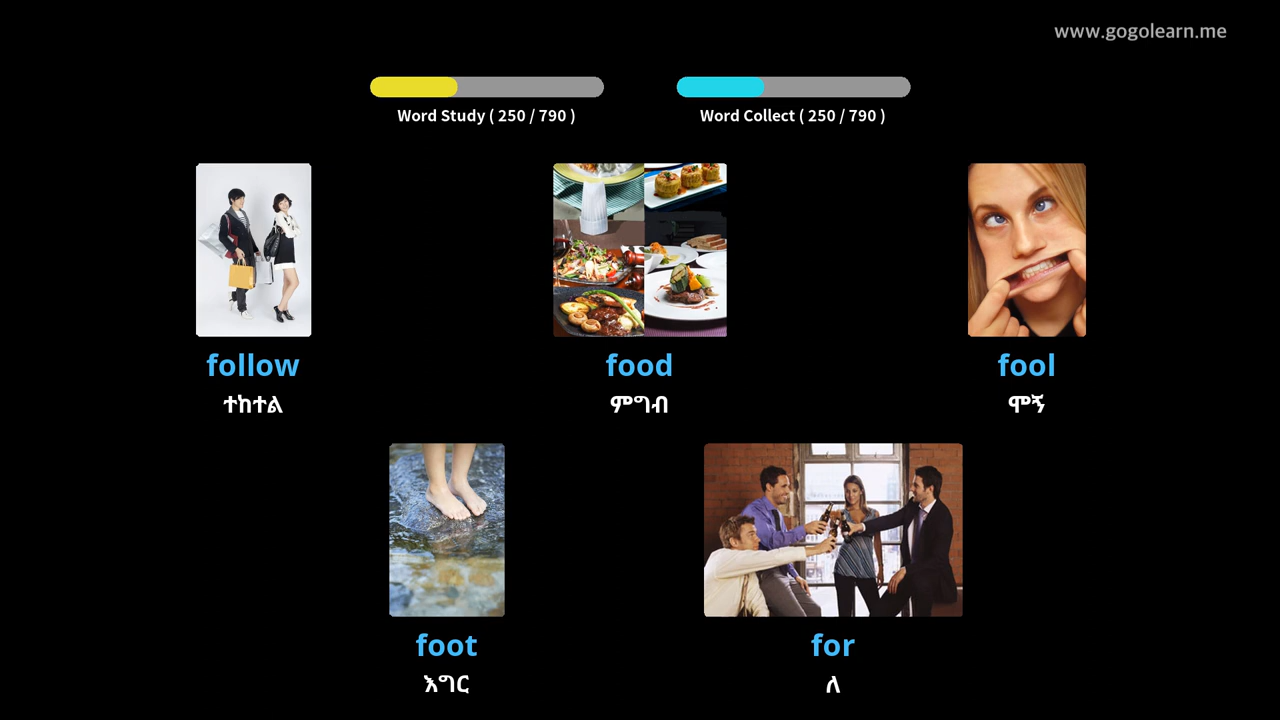 www.gogolearn.me
Word Study ( 250 / 790 )
Word Collect ( 250 / 790 )
follow
ተከተል
food
ምግብ
fool
ሞኝ
foot
እግር
for
ለ